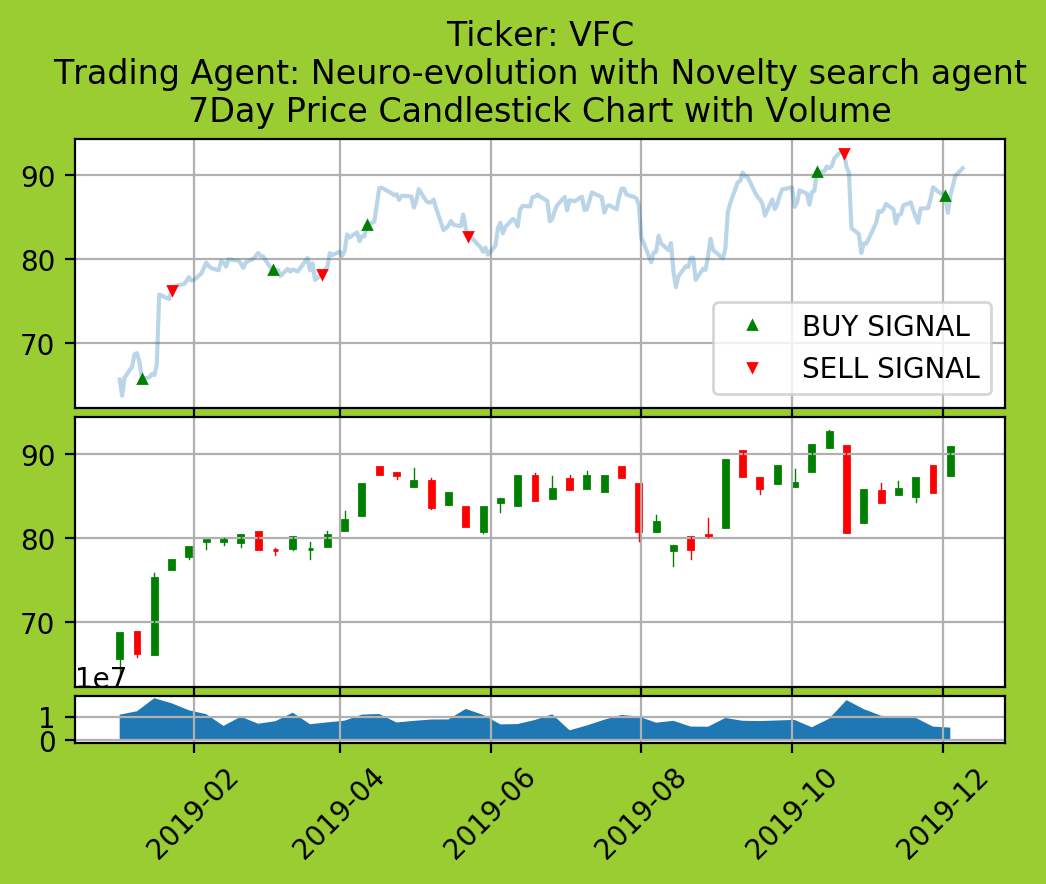 Ticker: VFC
Trading Agent: Neuro-evolution with Novelty search agent
7Day Price Candlestick Chart with Volume
90
80
70
BUY SIGNAL
SELL SIGNAL
90
80
70
1e7
1
0
2019-02
2019-04
2019-06
2019-08
2019-10
2019-12